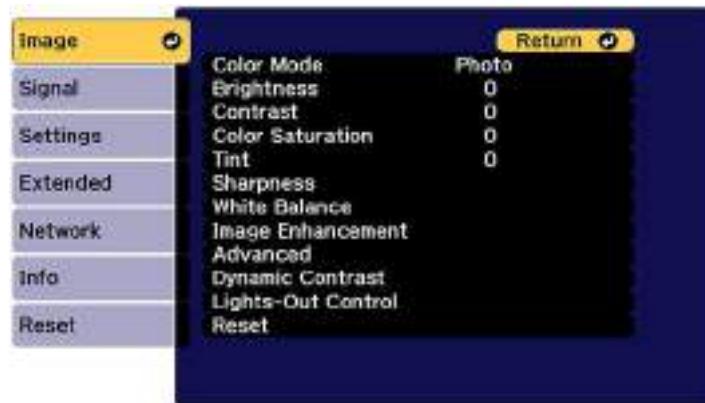 Image
Signal
Settings
Extended
Network
Info
Reset
Return
Color Mode Photo
Brightness 0
Contrast 0
Color Saturation 0
Tint 0
Sharpness
White Balance
Image Enhancement
Advanced
Dynamic Contrast
Lights-Out Control
Reset